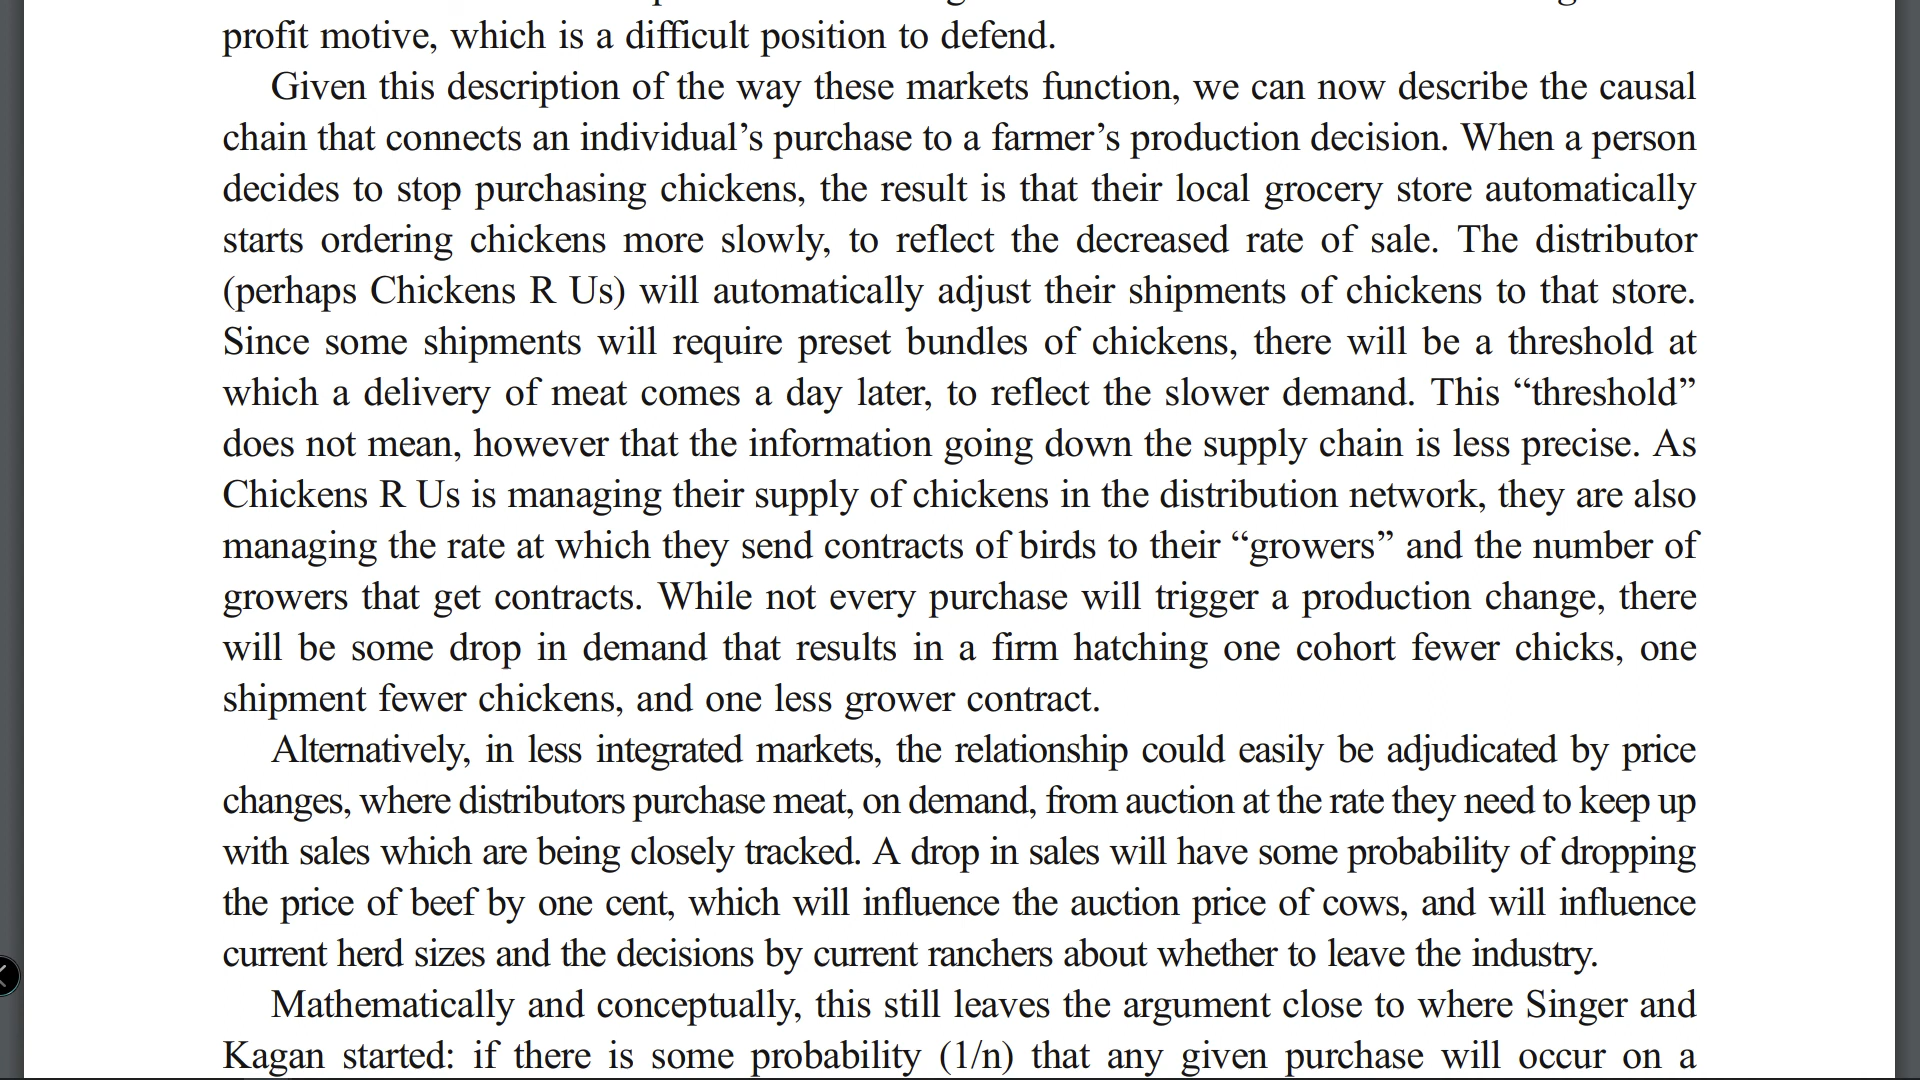 profit motive, which is a difficult position to defend.
Given this description of the way these markets function, we can now describe the causal
chain that connects an individual’s purchase to a farmer’s production decision. When a person
decides to stop purchasing chickens, the result is that their local grocery store automatically
starts ordering chickens more slowly, to reflect the decreased rate of sale. The distributor
(perhaps Chickens R Us) will automatically adjust their shipments of chickens to that store.
Since some shipments will require preset bundles of chickens, there will be a threshold at
which a delivery of meat comes a day later, to reflect the slower demand. This “threshold”
does not mean, however that the information going down the supply chain is less precise. As
Chickens R Us is managing their supply of chickens in the distribution network, they are also
managing the rate at which they send contracts of birds to their “growers” and the number of
growers that get contracts. While not every purchase will trigger a production change, there
will be some drop in demand that results in a firm hatching one cohort fewer chicks, one
shipment fewer chickens, and one less grower contract.
Alternatively, in less integrated markets, the relationship could easily be adjudicated by price
changes, where distributors purchase meat, on demand, from auction at the rate they need to keep up
with sales which are being closely tracked. A drop in sales will have some probability of dropping
the price of beef by one cent, which will influence the auction price of cows, and will influence
current herd sizes and the decisions by current ranchers about whether to leave the industry.
Mathematically and conceptually, this still leaves the argument close to where Singer and
Kagan started: if there is some probability (1/n) that any given purchase will occur on a